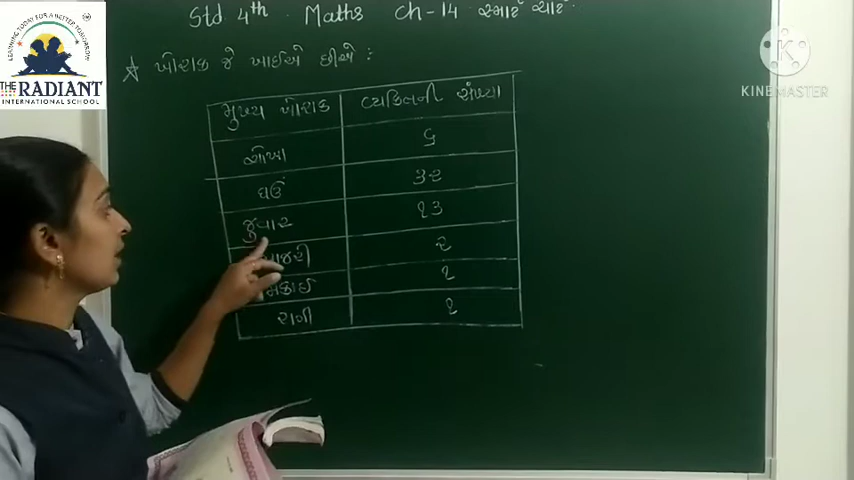 LEARNING TODAY FOR A BETTER TOMORROW
THE RADIANT
INTERNATIONAL SCHOOL
Std 4th . Maths Ch-14 સ્માર્ટ ચાર્ટ.
KINEMASTER
☆ ખોરાક જે ખાઈએ છીએ :
મુખ્ય ખોરાક વ્યક્તિની સંખ્યા
ચોખા ૬
ઘઉં ૩૨
જુવાર ૧૩
બાજરી ૨
મકાઈ ૧
રાગી ૧